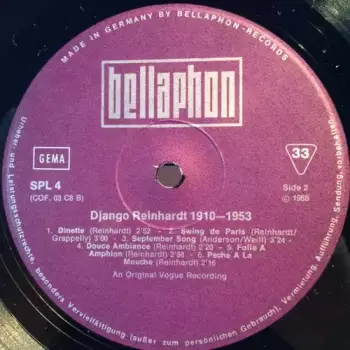 MADE IN GERMANY BY BELLAPHON-RECORDS
bellaphon
GEMA
33
SPL 4
(COF. 03 C8 B)
Side 2
℗ 1968
Django Reinhardt 1910—1953
1. Dinette (Reinhardt) 2'52 - 2. Swing de Paris (Reinhardt/
Grappelly) 3'00 - 3. September Song (Anderson/Weill) 3'24 -
4. Douce Ambiance (Reinhardt) 2'20 - 5. Folie A
Amphion (Reinhardt) 2'58 - 6. Peche A La
Mouche (Reinhardt) 2'16
An Original Vogue Recording
Urheber- und Leistungsschutzrechte, besonders Vervielfältigung (außer zum persönlichen Gebrauch), Vermietung, Aufführung, Sendung vorbehalten.